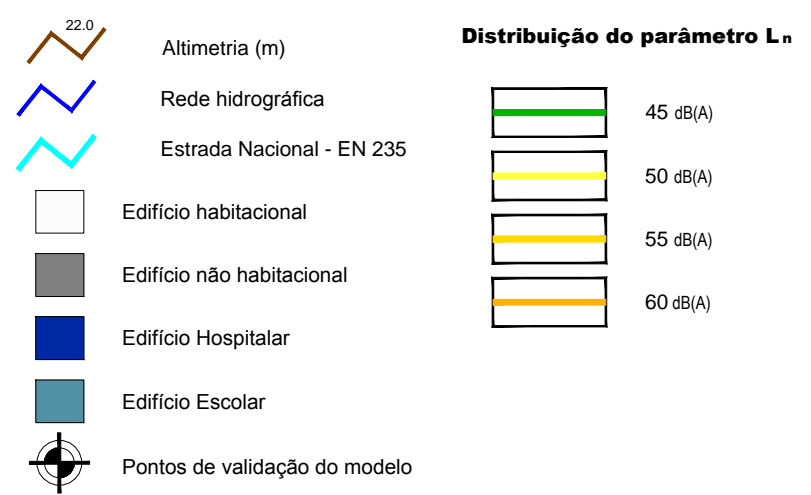 22.0
Altimetria (m)
Rede hidrográfica
Estrada Nacional - EN 235
Edifício habitacional
Edifício não habitacional
Edifício Hospitalar
Edifício Escolar
Pontos de validação do modelo
Distribuição do parâmetro Ln
45 dB(A)
50 dB(A)
55 dB(A)
60 dB(A)